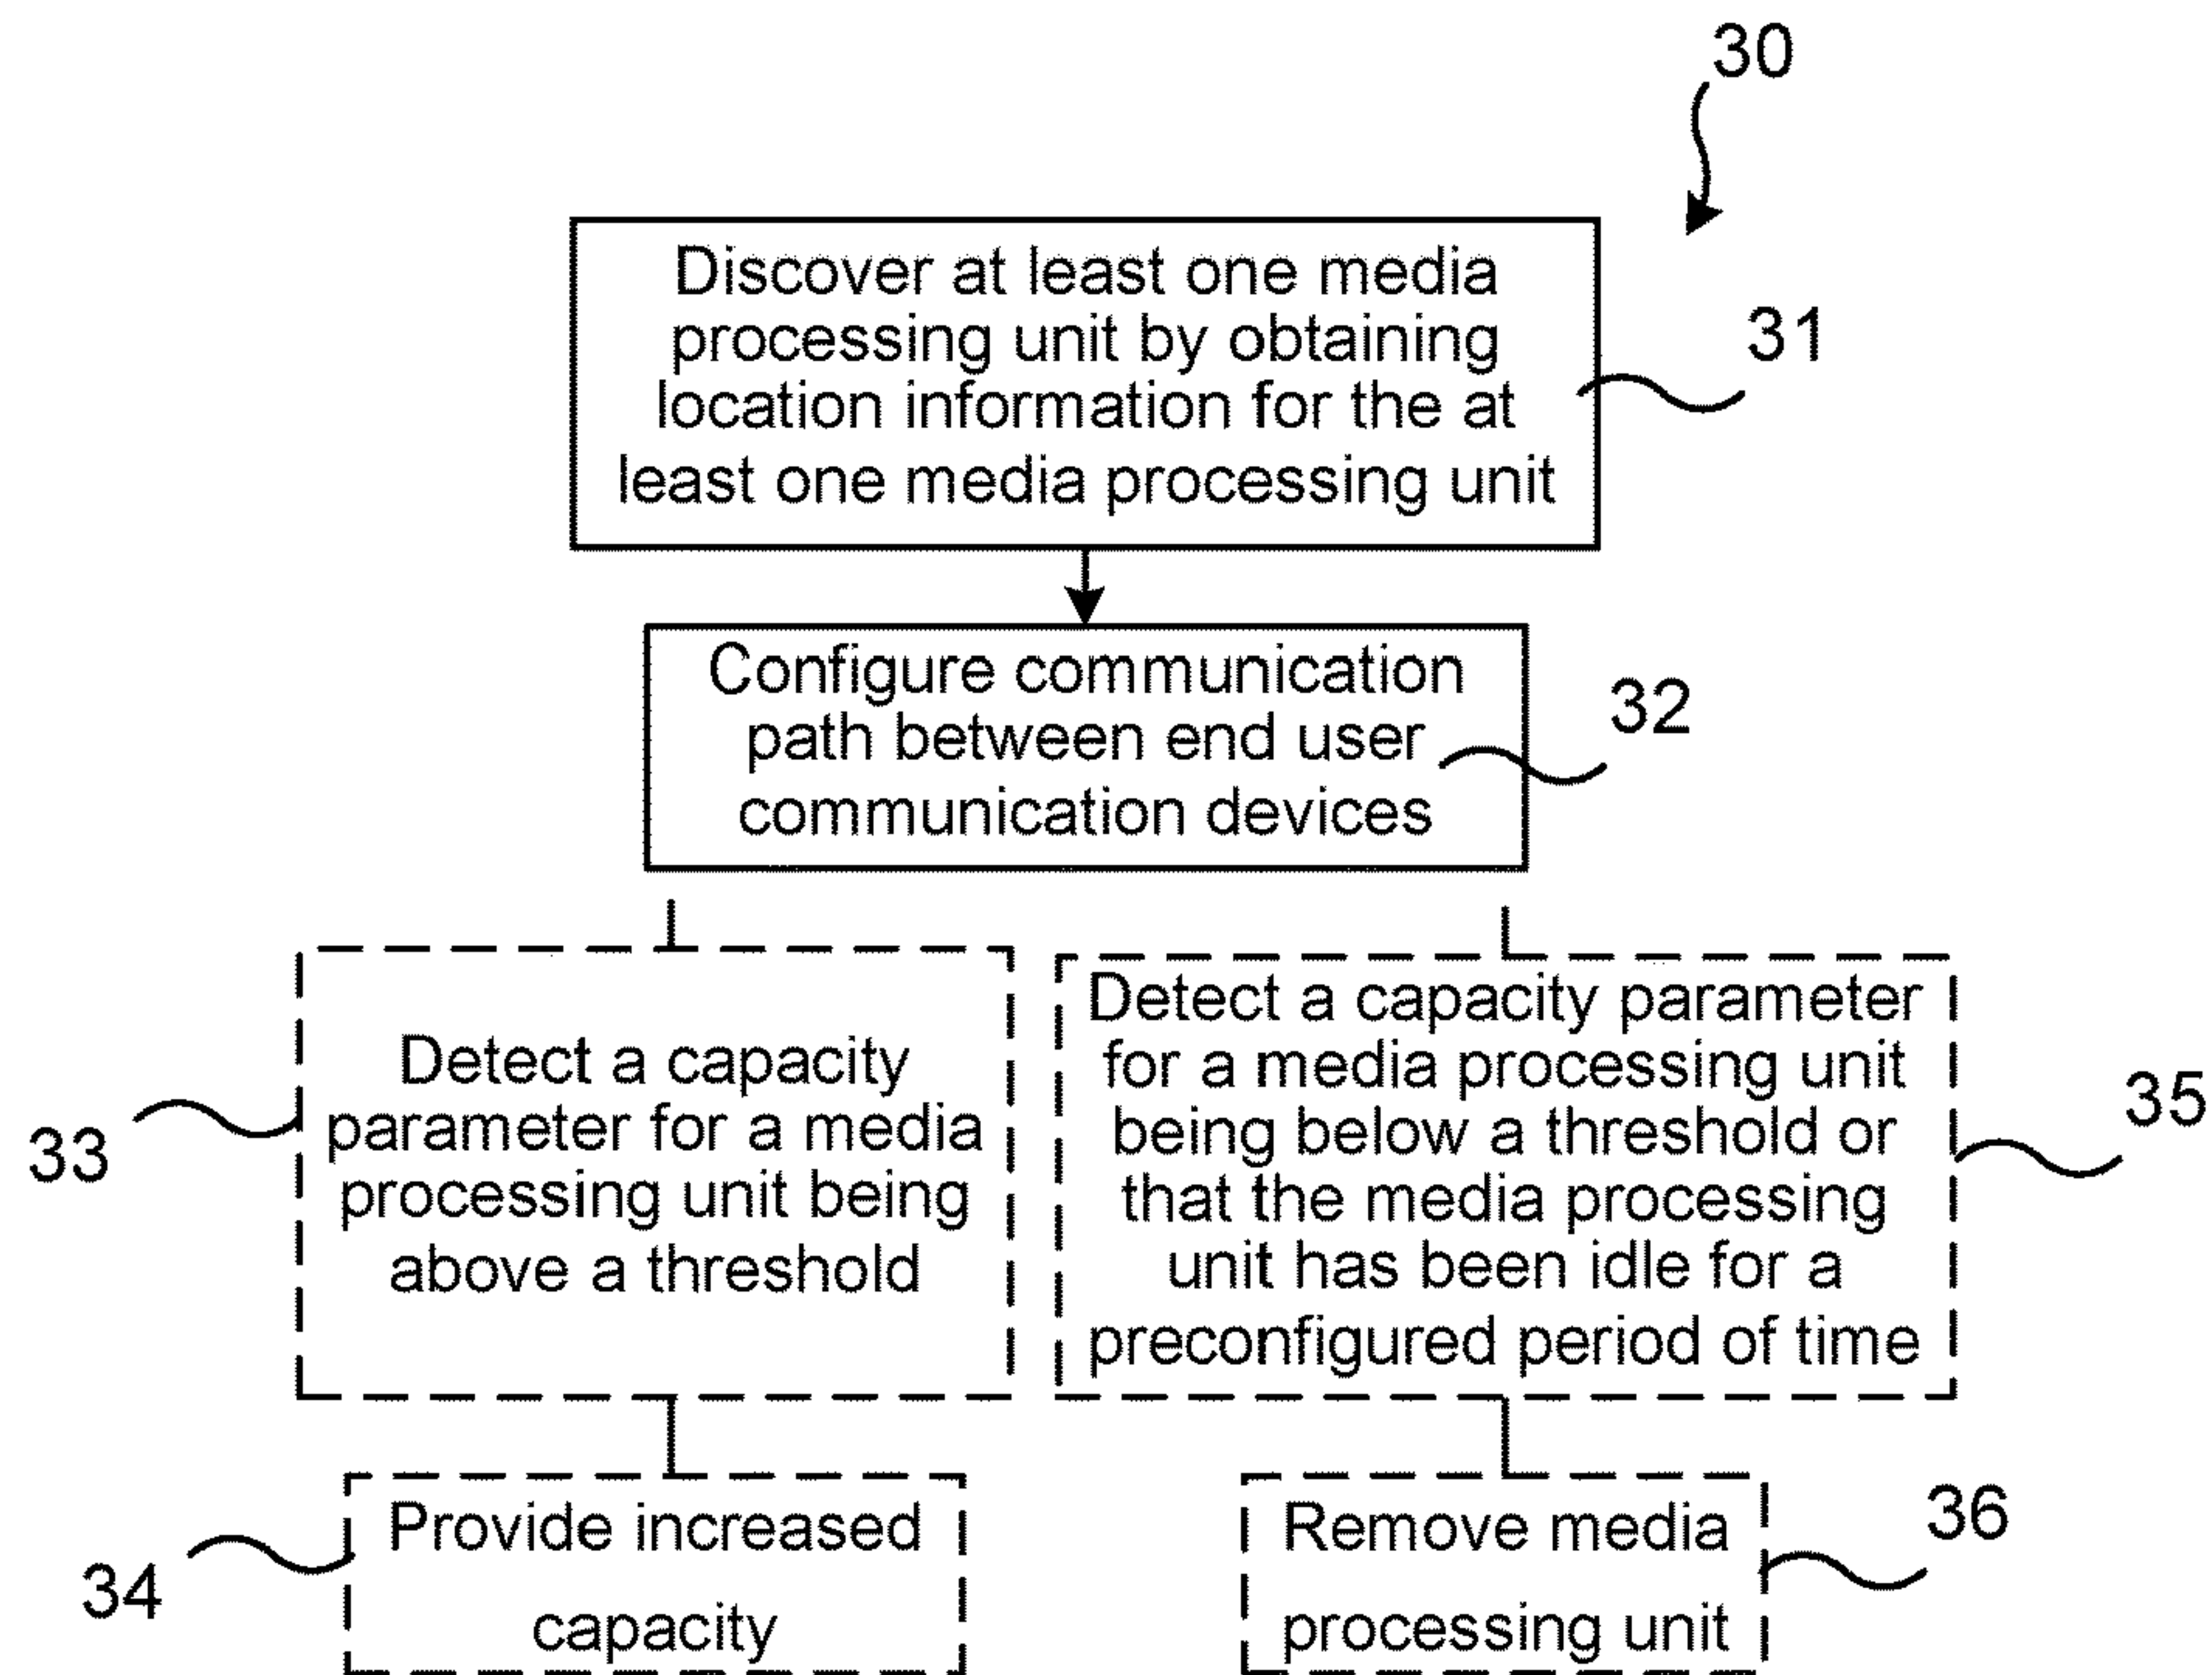 30
Discover at least one media
processing unit by obtaining
location information for the at
least one media processing unit
31
Configure communication
path between end user
communication devices
32
33
Detect a capacity
parameter for a media
processing unit being
above a threshold
Detect a capacity parameter
for a media processing unit
being below a threshold or
that the media processing
unit has been idle for a
preconfigured period of time
35
34
Provide increased
capacity
Remove media
processing unit
36